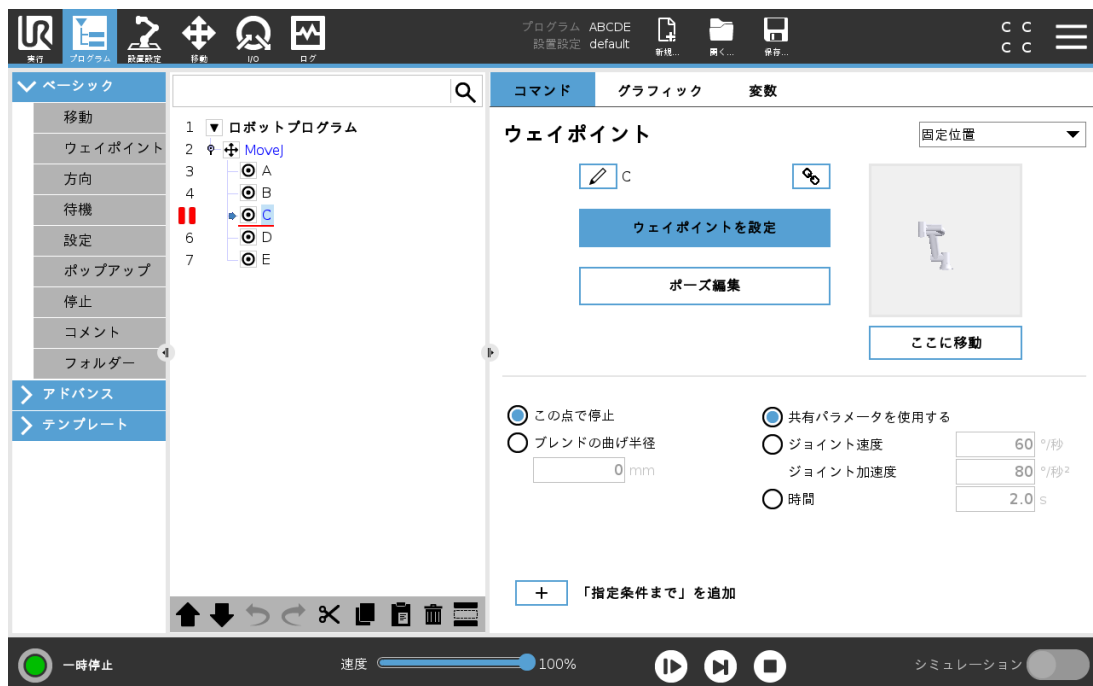 UR
実行
プログラム
設置設定
移動
I/O
ログ
プログラム ABCDE
設置設定 default
新規...
開く...
保存...
C C
C C
ベーシック
移動
ウェイポイント
方向
待機
設定
ポップアップ
停止
コメント
フォルダー
アドバンス
テンプレート
1 ロボットプログラム
2 MoveJ
3 A
4 B
C
6 D
7 E
コマンド
グラフィック
変数
ウェイポイント
固定位置
C
ウェイポイントを設定
ポーズ編集
ここに移動
この点で停止
ブレンドの曲げ半径
0 mm
共有パラメータを使用する
ジョイント速度 60 °/秒
ジョイント加速度 80 °/秒²
時間 2.0 s
+ 「指定条件まで」を追加
一時停止
速度 100%
シミュレーション